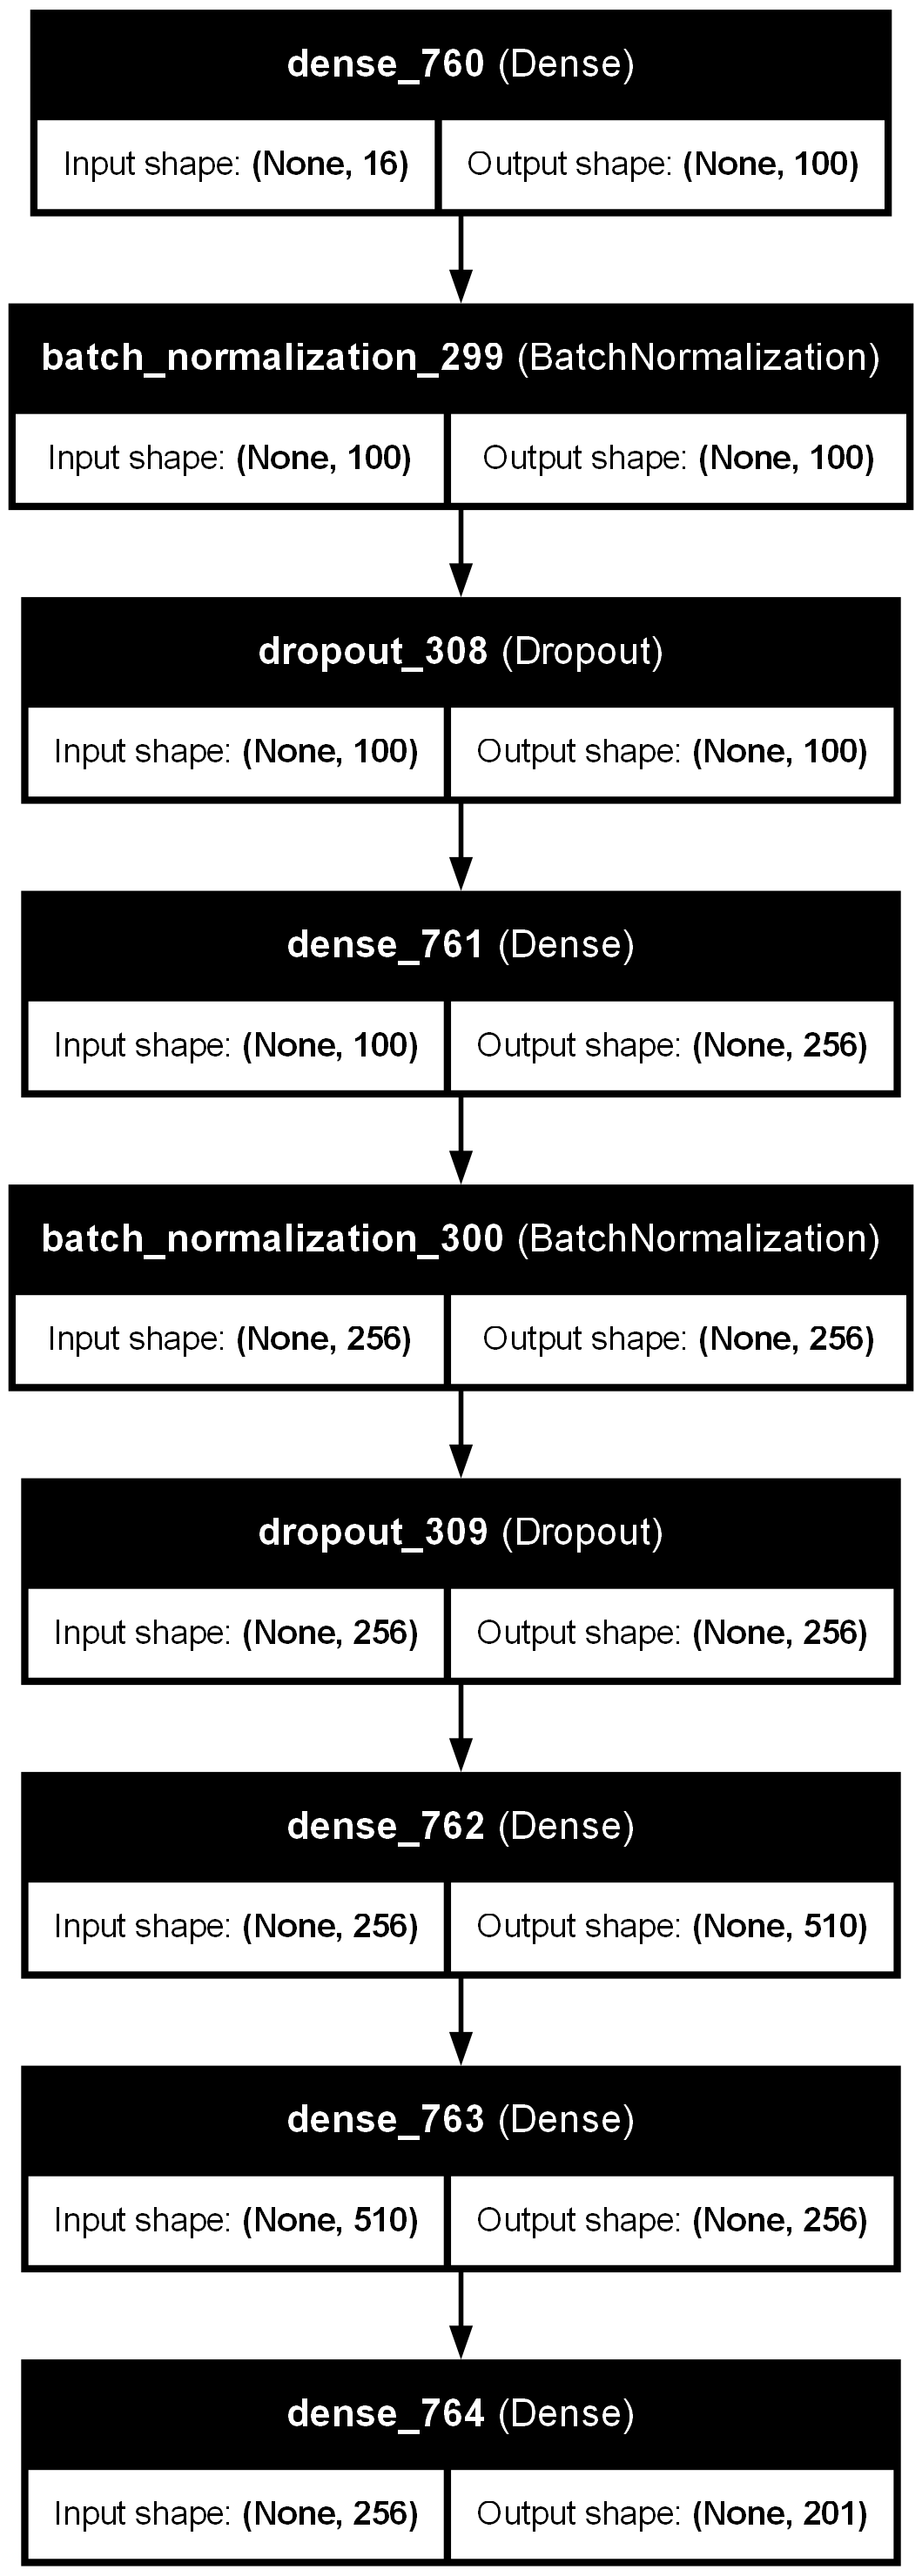 dense_760 (Dense)
Input shape: (None, 16) Output shape: (None, 100)
batch_normalization_299 (BatchNormalization)
Input shape: (None, 100) Output shape: (None, 100)
dropout_308 (Dropout)
Input shape: (None, 100) Output shape: (None, 100)
dense_761 (Dense)
Input shape: (None, 100) Output shape: (None, 256)
batch_normalization_300 (BatchNormalization)
Input shape: (None, 256) Output shape: (None, 256)
dropout_309 (Dropout)
Input shape: (None, 256) Output shape: (None, 256)
dense_762 (Dense)
Input shape: (None, 256) Output shape: (None, 510)
dense_763 (Dense)
Input shape: (None, 510) Output shape: (None, 256)
dense_764 (Dense)
Input shape: (None, 256) Output shape: (None, 201)